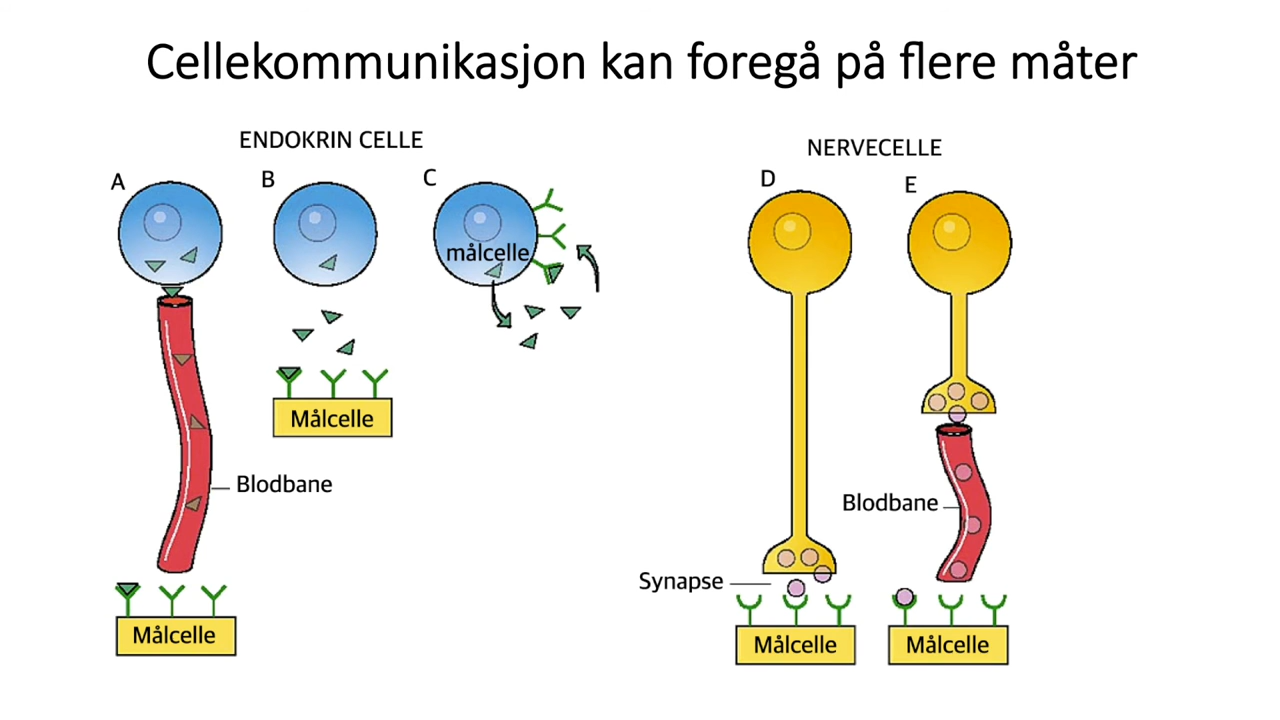 Cellekommunikasjon kan foregå på flere måter
ENDOKRIN CELLE
NERVECELLE
A
B
C
D
E
målcelle
Målcelle
Blodbane
Blodbane
Synapse
Målcelle
Målcelle
Målcelle